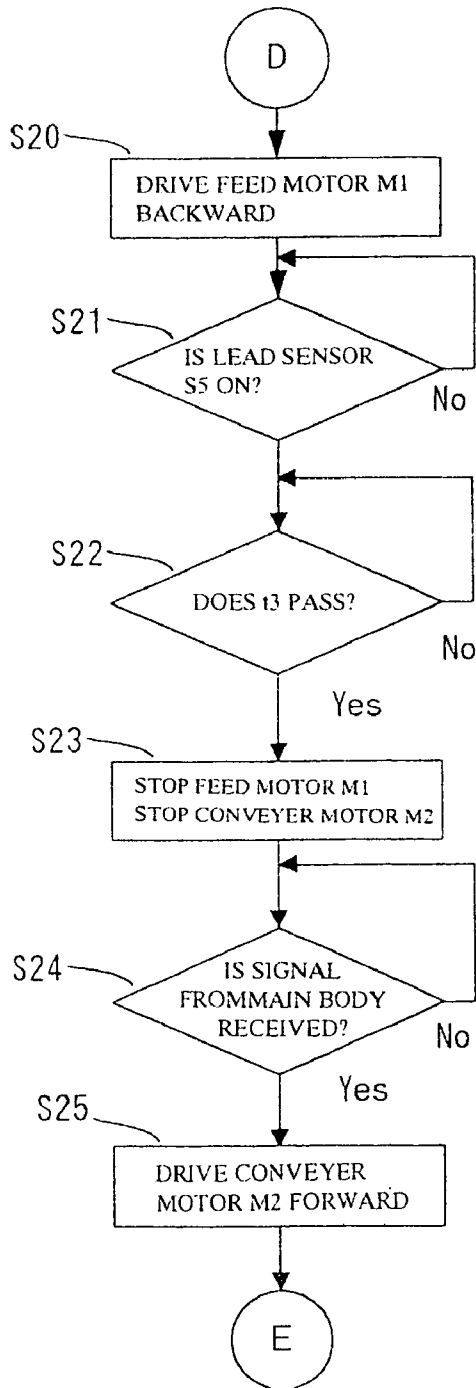 D
S20
DRIVE FEED MOTOR M1
BACKWARD
S21
IS LEAD SENSOR
S5 ON?
No
S22
DOES t3 PASS?
No
Yes
S23
STOP FEED MOTOR M1
STOP CONVEYER MOTOR M2
S24
IS SIGNAL
FROMMAIN BODY
RECEIVED?
No
Yes
S25
DRIVE CONVEYER
MOTOR M2 FORWARD
E